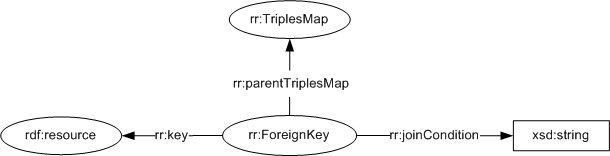 rr:TriplesMap
rr:parentTriplesMap
rdf:resource
rr:key
rr:ForeignKey
rr:joinCondition
xsd:string